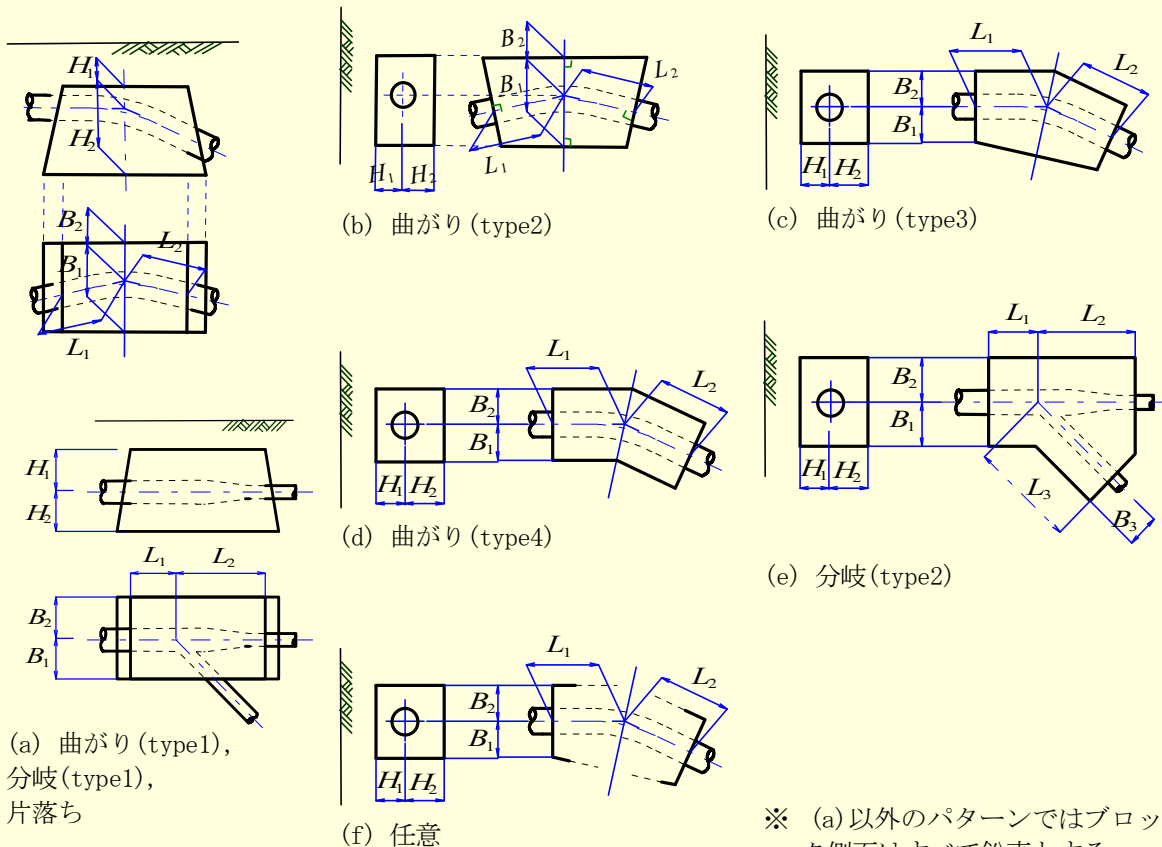 H₁
H₂
B₂
B₁
L₂
L₁
H₁
H₂
L₁
L₂
B₂
B₁
(a) 曲がり(type1),
分岐(type1),
片落ち
B₂
B₁
L₂
L₁
H₁
H₂
(b) 曲がり(type2)
L₁
L₂
B₂
B₁
H₁
H₂
(d) 曲がり(type4)
L₁
L₂
B₂
B₁
H₁
H₂
(f) 任意
L₁
L₂
B₂
B₁
H₁
H₂
(c) 曲がり(type3)
L₁
L₂
B₂
B₁
H₁
H₂
L₃
B₃
(e) 分岐(type2)
※ (a)以外のパターンではブロッ